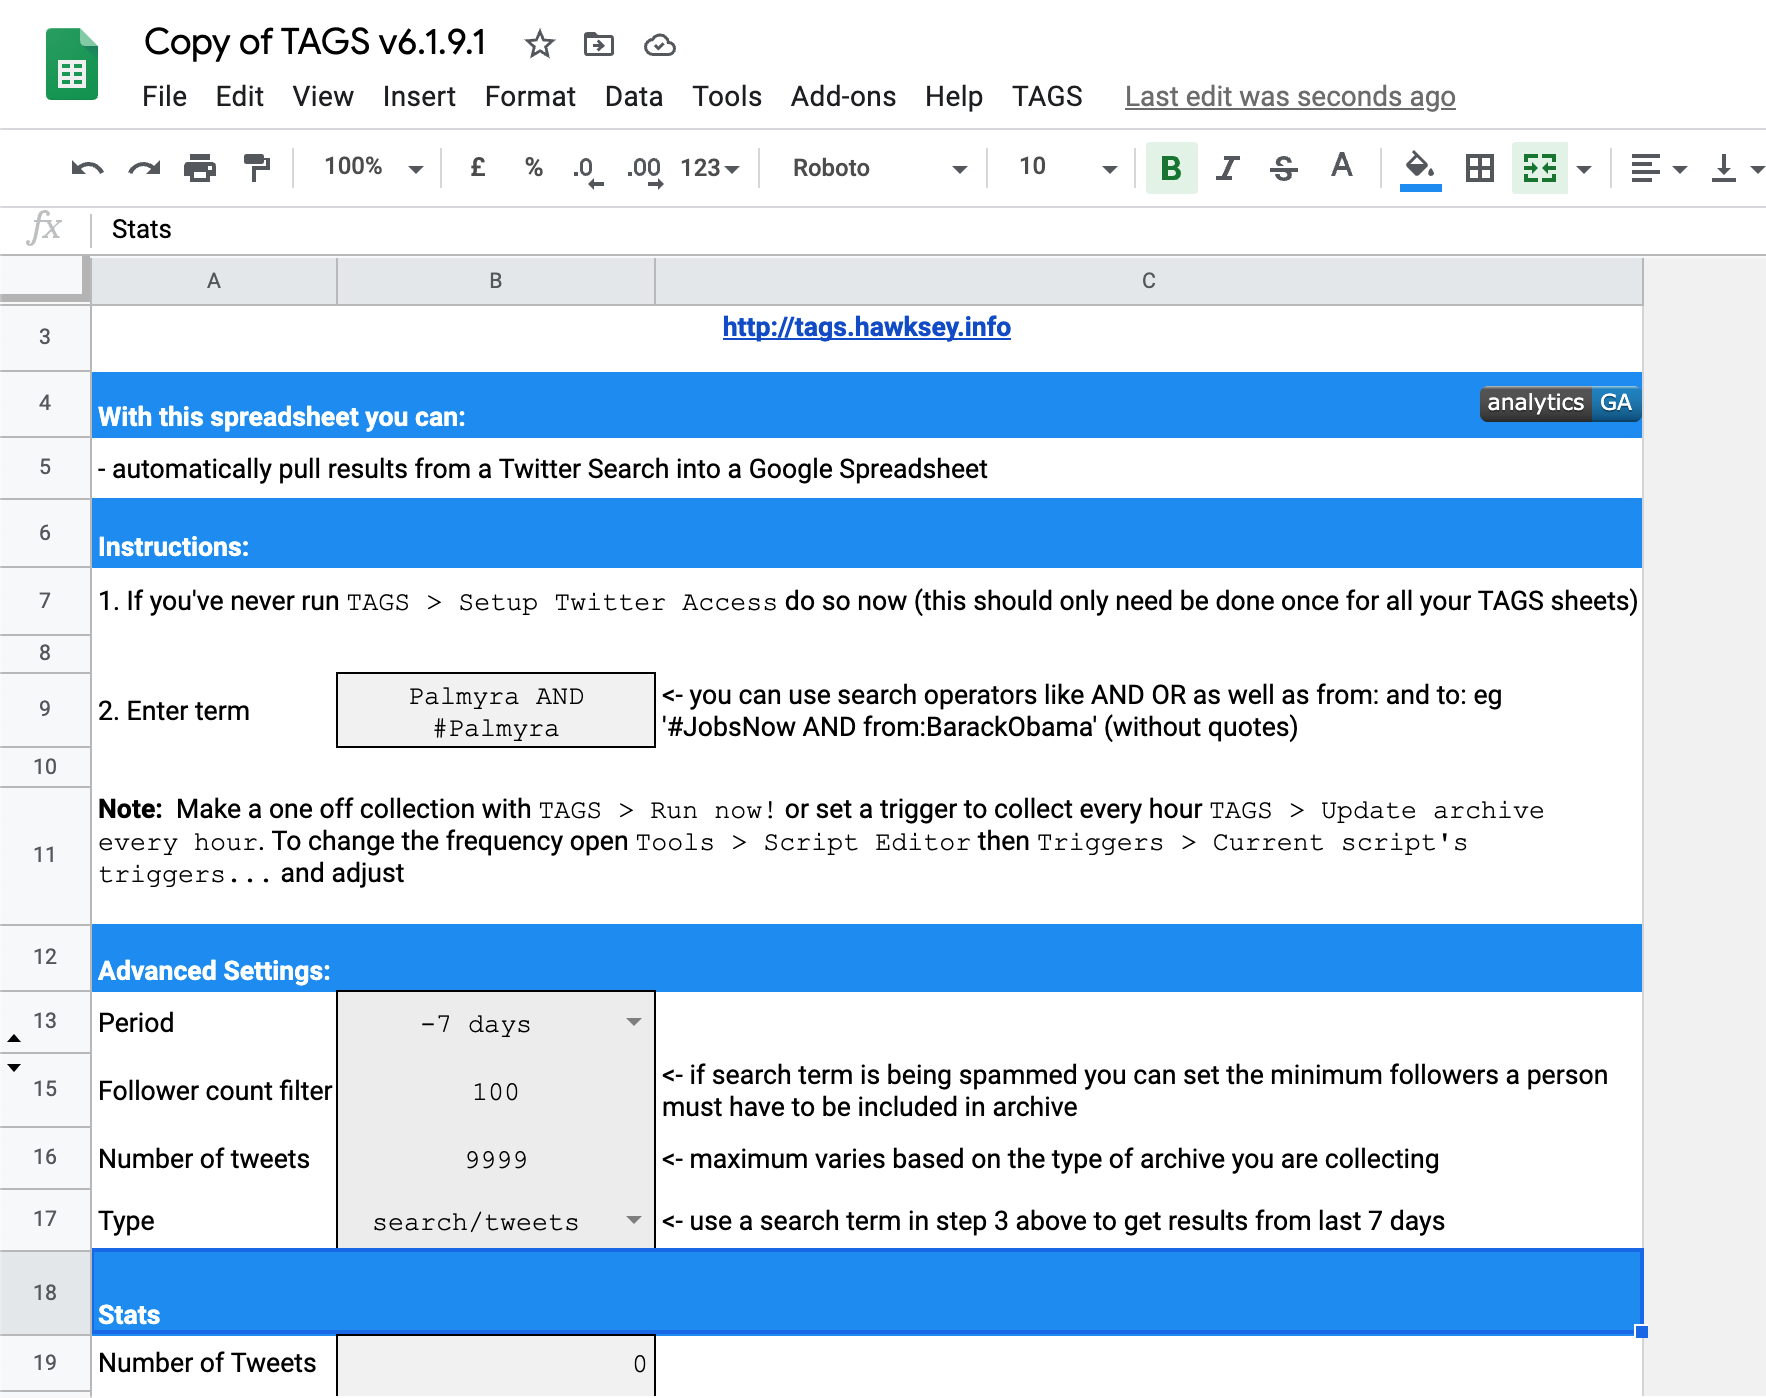 Copy of TAGS v6.1.9.1
File Edit View Insert Format Data Tools Add-ons Help TAGS Last edit was seconds ago
100% £ % .0 .00 123 Roboto 10 B I S A
fx Stats
A B C
3 http://tags.hawksey.info
4 With this spreadsheet you can: analytics GA
5 - automatically pull results from a Twitter Search into a Google Spreadsheet
6 Instructions:
7 1. If you've never run TAGS > Setup Twitter Access do so now (this should only need be done once for all your TAGS sheets)
8
9 2. Enter term
Palmyra AND
#Palmyra
<- you can use search operators like AND OR as well as from: and to: eg
'#JobsNow AND from:BarackObama' (without quotes)
10
11
Note: Make a one off collection with TAGS > Run now! or set a trigger to collect every hour TAGS > Update archive
every hour. To change the frequency open Tools > Script Editor then Triggers > Current script's
triggers... and adjust
12 Advanced Settings:
13 Period -7 days
15 Follower count filter 100
<- if search term is being spammed you can set the minimum followers a person
must have to be included in archive
16 Number of tweets 9999 <- maximum varies based on the type of archive you are collecting
17 Type search/tweets <- use a search term in step 3 above to get results from last 7 days
18 Stats
19 Number of Tweets 0